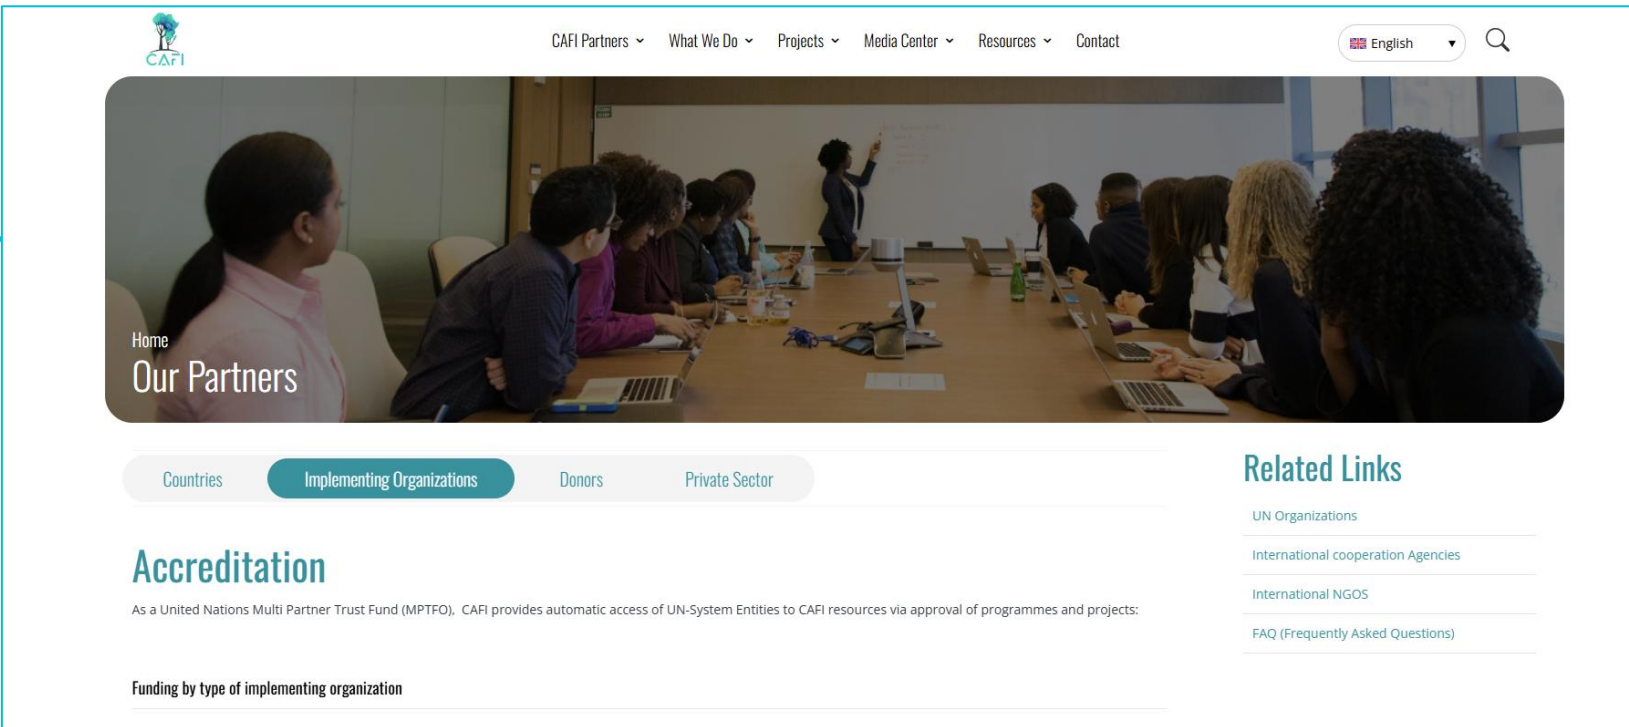 CAFI
CAFI Partners
What We Do
Projects
Media Center
Resources
Contact
English
Home
Our Partners
Countries
Implementing Organizations
Donors
Private Sector
Related Links
UN Organizations
International cooperation Agencies
International NGOS
FAQ (Frequently Asked Questions)
Accreditation
As a United Nations Multi Partner Trust Fund (MPTFO), CAFI provides automatic access of UN-System Entities to CAFI resources via approval of programmes and projects:
Funding by type of implementing organization